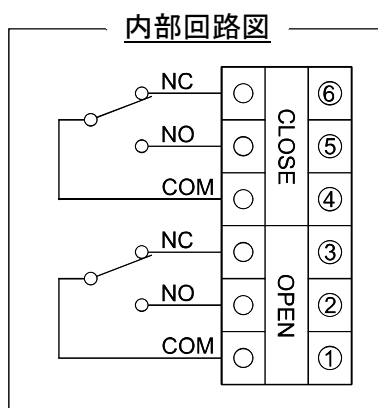 内部回路図
NC ⑥
NO ⑤
COM ④
CLOSE
NC ③
NO ②
COM ①
OPEN